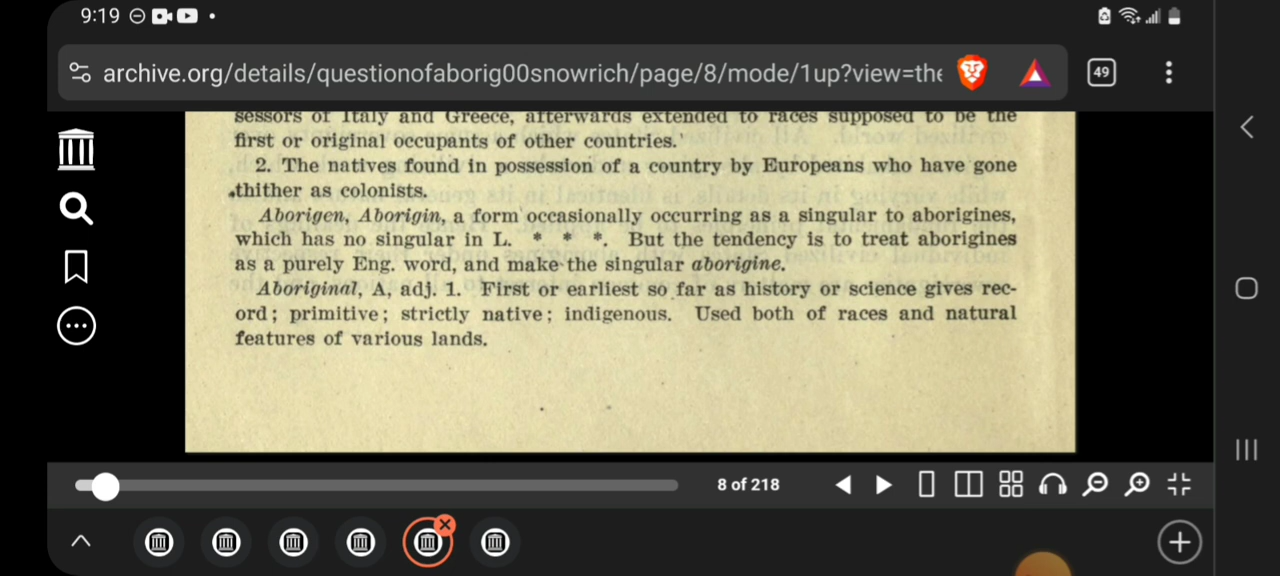 9:19
archive.org/details/questionofaborig00snowrich/page/8/mode/1up?view=the
49
sessors of Italy and Greece, afterwards extended to races supposed to be the
first or original occupants of other countries.'
2. The natives found in possession of a country by Europeans who have gone
thither as colonists.
Aborigen, Aborigin, a form occasionally occurring as a singular to aborigines,
which has no singular in L. * * *. But the tendency is to treat aborigines
as a purely Eng. word, and make the singular aborigine.
Aboriginal, A, adj. 1. First or earliest so far as history or science gives rec-
ord; primitive; strictly native; indigenous. Used both of races and natural
features of various lands.
8 of 218